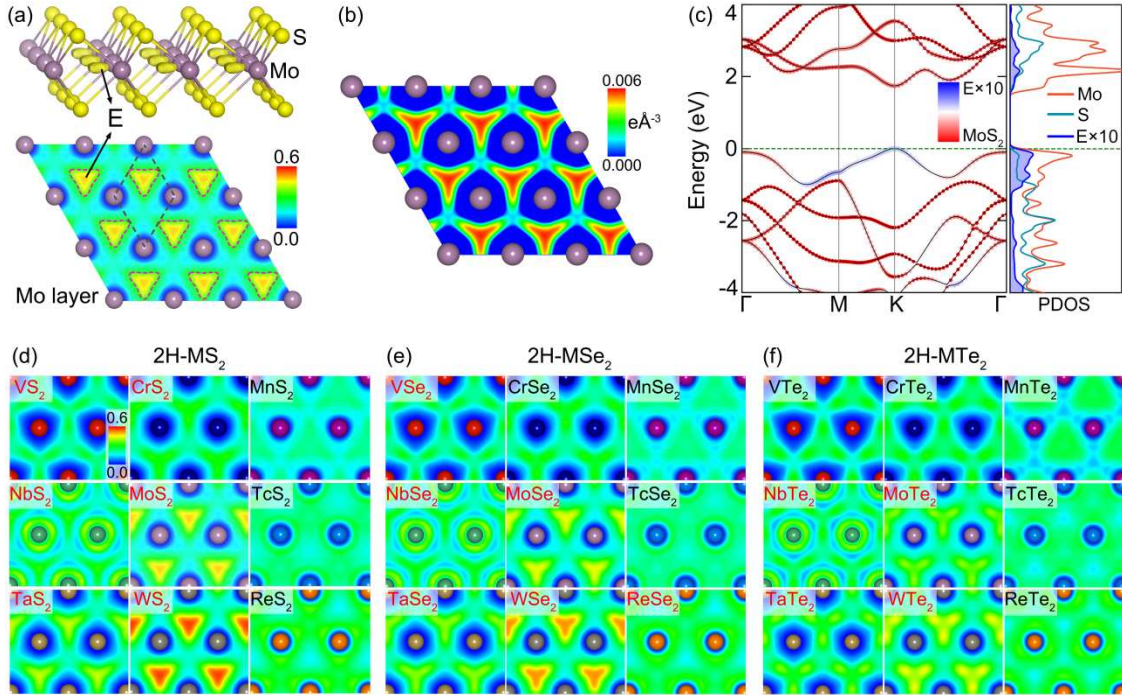 (a)
S
Mo
E
0.6
0.0
Mo layer
(b)
0.006
eÅ⁻³
0.000
(c)
4
2
0
-2
-4
Energy (eV)
E×10
MoS₂
Γ
M
K
Γ
Mo
S
E×10
PDOS
(d)
2H-MS₂
VS₂
CrS₂
MnS₂
0.6
0.0
NbS₂
MoS₂
TcS₂
TaS₂
WS₂
ReS₂
(e)
2H-MSe₂
VSe₂
CrSe₂
MnSe₂
NbSe₂
MoSe₂
TcSe₂
TaSe₂
WSe₂
ReSe₂
(f)
2H-MTe₂
VTe₂
CrTe₂
MnTe₂
NbTe₂
MoTe₂
TcTe₂
TaTe₂
WTe₂
ReTe₂